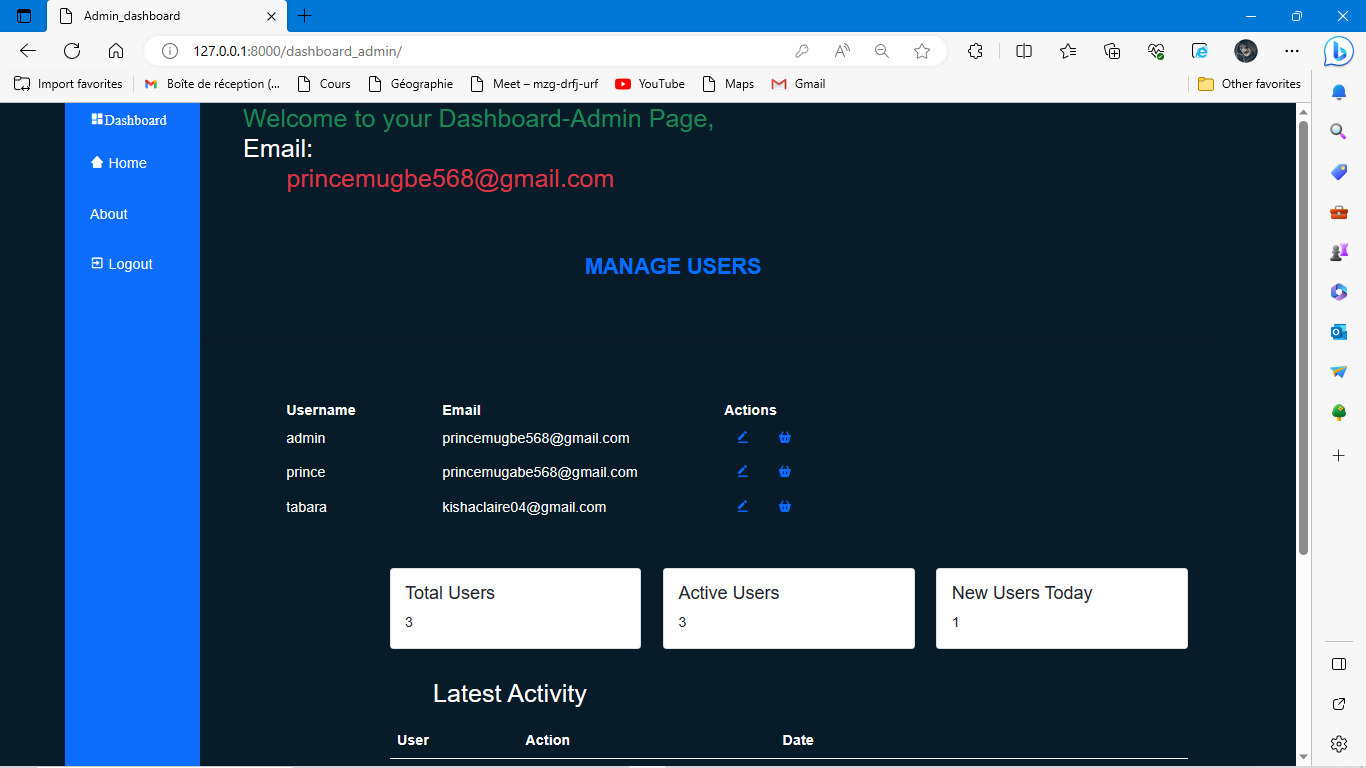 Admin_dashboard
127.0.0.1:8000/dashboard_admin/
Import favorites Boîte de réception (... Cours Géographie Meet – mzg-drfj-urf YouTube Maps Gmail Other favorites
Dashboard
Home
About
Logout
Welcome to your Dashboard-Admin Page,
Email:
princemugbe568@gmail.com
MANAGE USERS
Username Email Actions
admin princemugbe568@gmail.com
prince princemugabe568@gmail.com
tabara kishaclaire04@gmail.com
Total Users Active Users New Users Today
3 3 1
Latest Activity
User Action Date